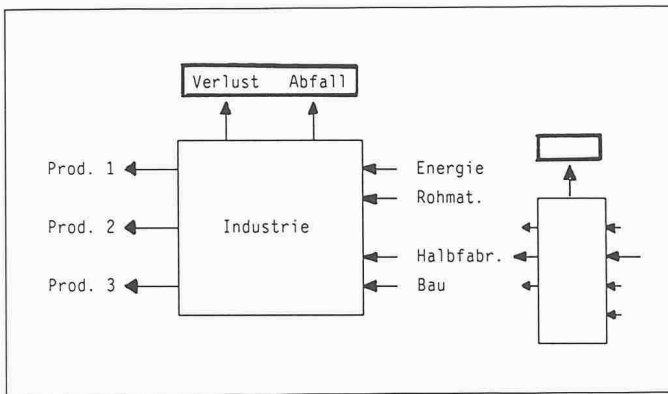 Verlust Abfall
Prod. 1
Energie
Rohmat.
Prod. 2
Industrie
Halbfabr.
Prod. 3
Bau